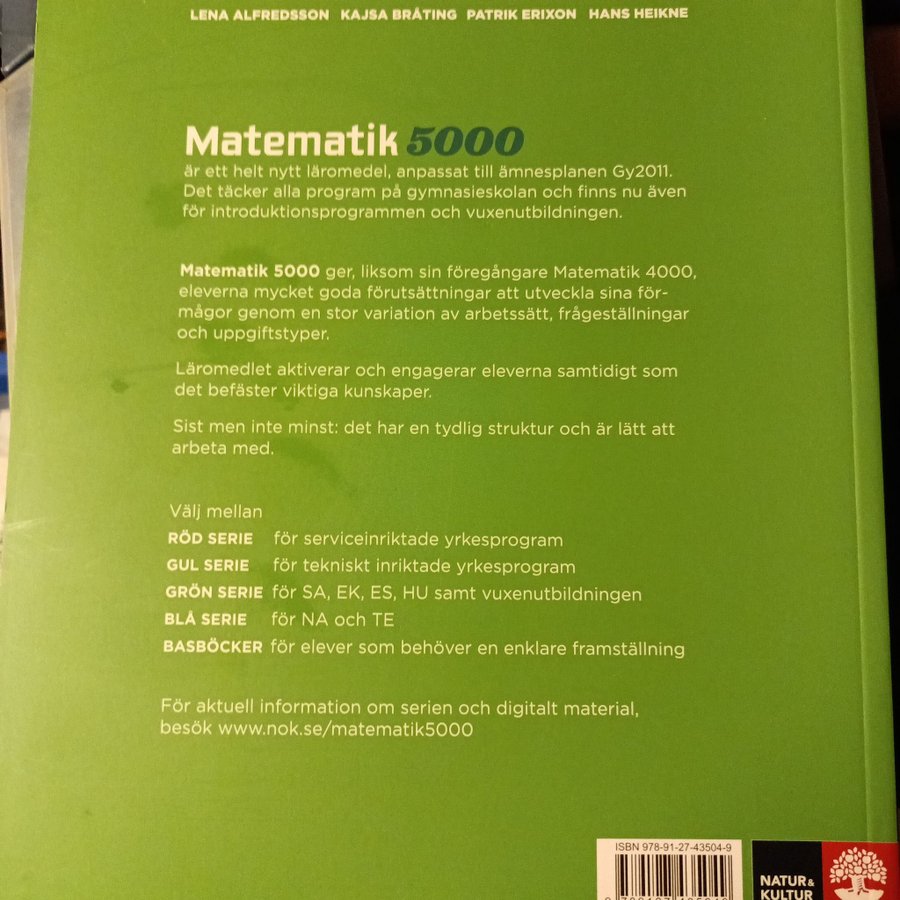 LENA ALFREDSSON KAJSA BRÅTING PATRIK ERIXON HANS HEIKNE
Matematik 5000
är ett helt nytt läromedel, anpassat till ämnesplanen Gy2011.
Det täcker alla program på gymnasieskolan och finns nu även
för introduktionsprogrammen och vuxenutbildningen.
Matematik 5000 ger, liksom sin föregångare Matematik 4000,
eleverna mycket goda förutsättningar att utveckla sina för-
mågor genom en stor variation av arbetssätt, frågeställningar
och uppgiftstyper.
Läromedlet aktiverar och engagerar eleverna samtidigt som
det befäster viktiga kunskaper.
Sist men inte minst: det har en tydlig struktur och är lätt att
arbeta med.
Välj mellan
RÖD SERIE för serviceinriktade yrkesprogram
GUL SERIE för tekniskt inriktade yrkesprogram
GRÖN SERIE för SA, EK, ES, HU samt vuxenutbildningen
BLÅ SERIE för NA och TE
BASBÖCKER för elever som behöver en enklare framställning
För aktuell information om serien och digitalt material,
besök www.nok.se/matematik5000
ISBN 978-91-27-43504-9
NATUR &
KULTUR